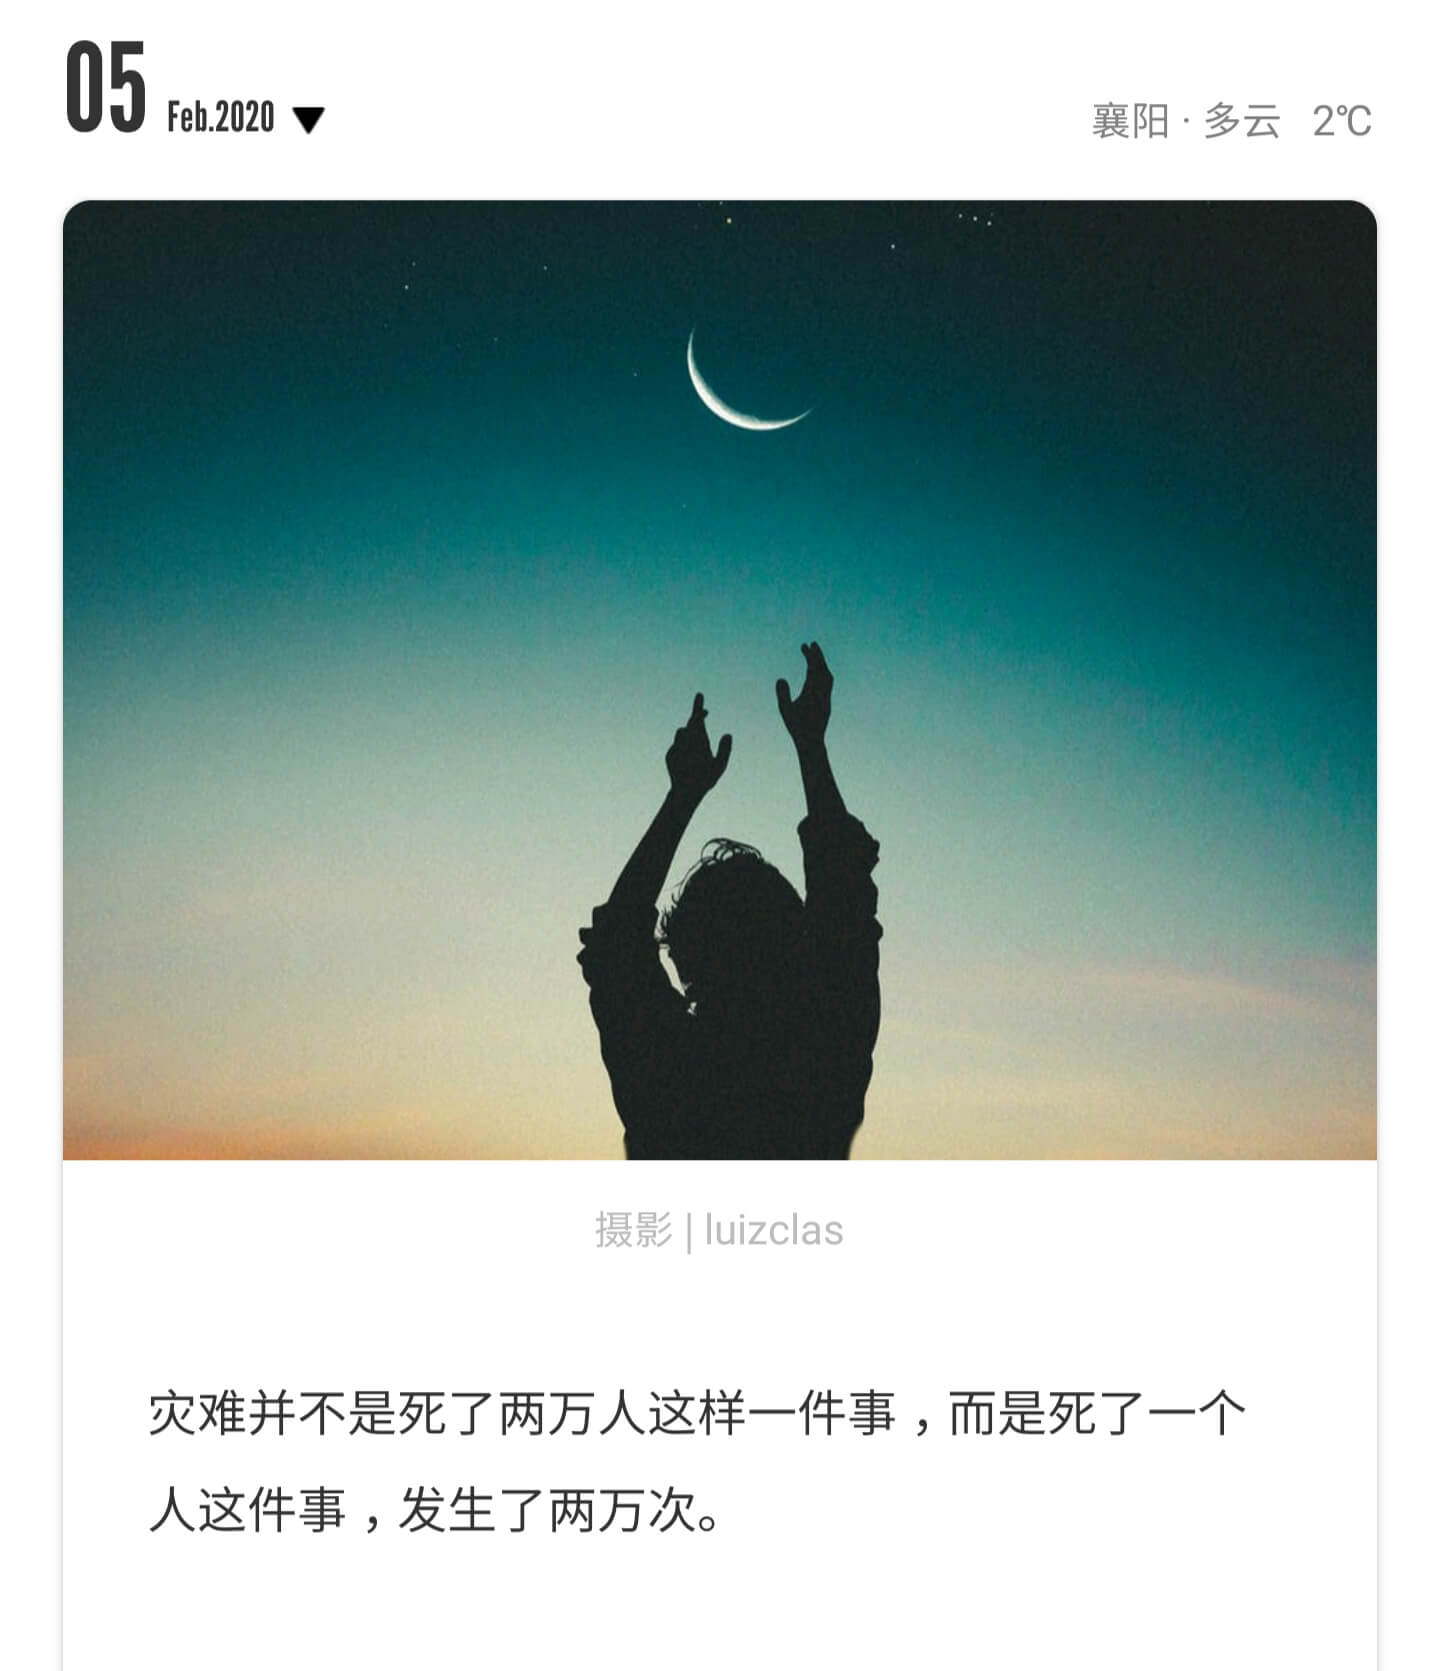 05 Feb.2020
襄阳 · 多云 2℃
摄影 | luizclas
灾难并不是死了两万人这样一件事，而是死了一个
人这件事，发生了两万次。